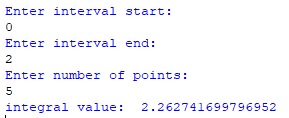 Enter interval start:
0
Enter interval end:
2
Enter number of points:
5
integral value:  2.262741699796952